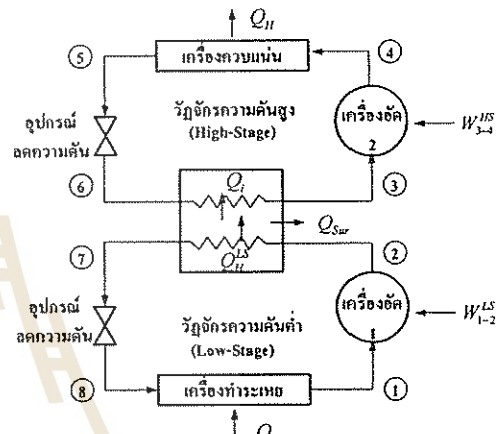 Q_H
5
เครื่องควบแน่น
4
อุปกรณ์
ลดความดัน
วัฏจักรความดันสูง
(High-Stage)
เครื่องอัด
2
W_{3-4}^{HS}
6
Q_i
3
Q_{Sur}
7
Q_H^{LS}
2
อุปกรณ์
ลดความดัน
วัฏจักรความดันต่ำ
(Low-Stage)
เครื่องอัด
1
W_{1-2}^{LS}
8
เครื่องทำระเหย
1
Q